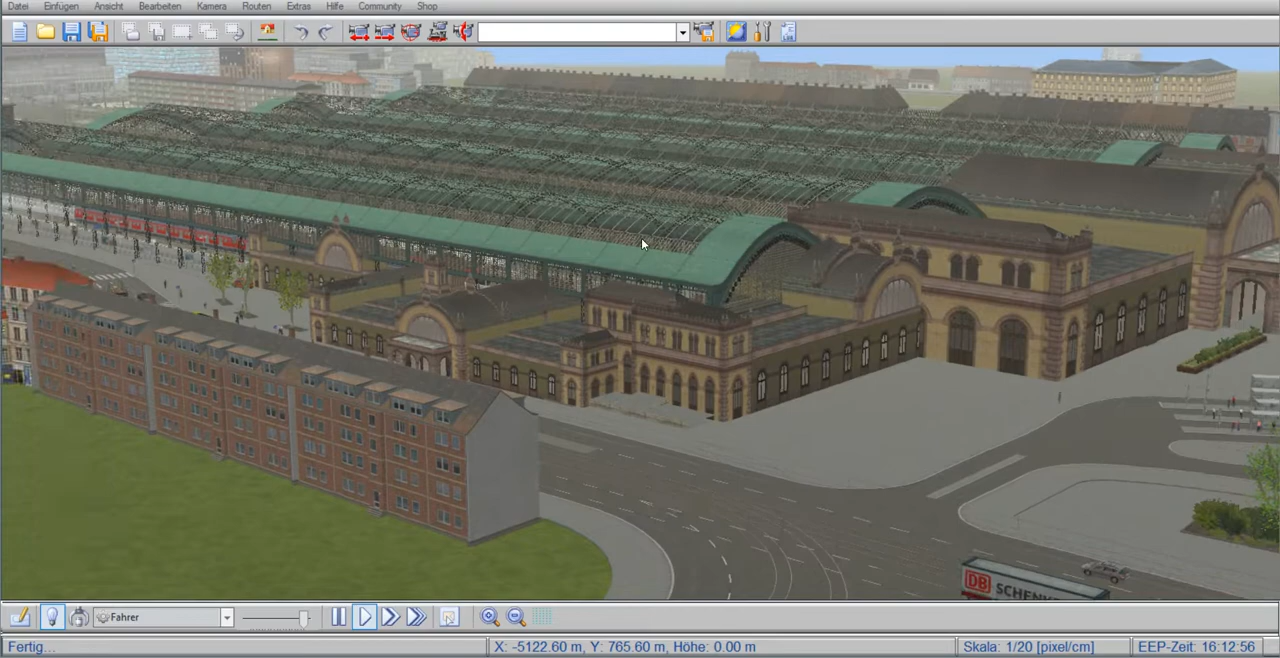 Datei Einfügen Ansicht Bearbeiten Kamera Routen Extras Hilfe Community Shop
DB SCHENK
Fahrer
Fertig... X: -5122.60 m, Y: 765.60 m, Höhe: 0.00 m Skala: 1/20 [pixel/cm] EEP-Zeit: 16:12:56